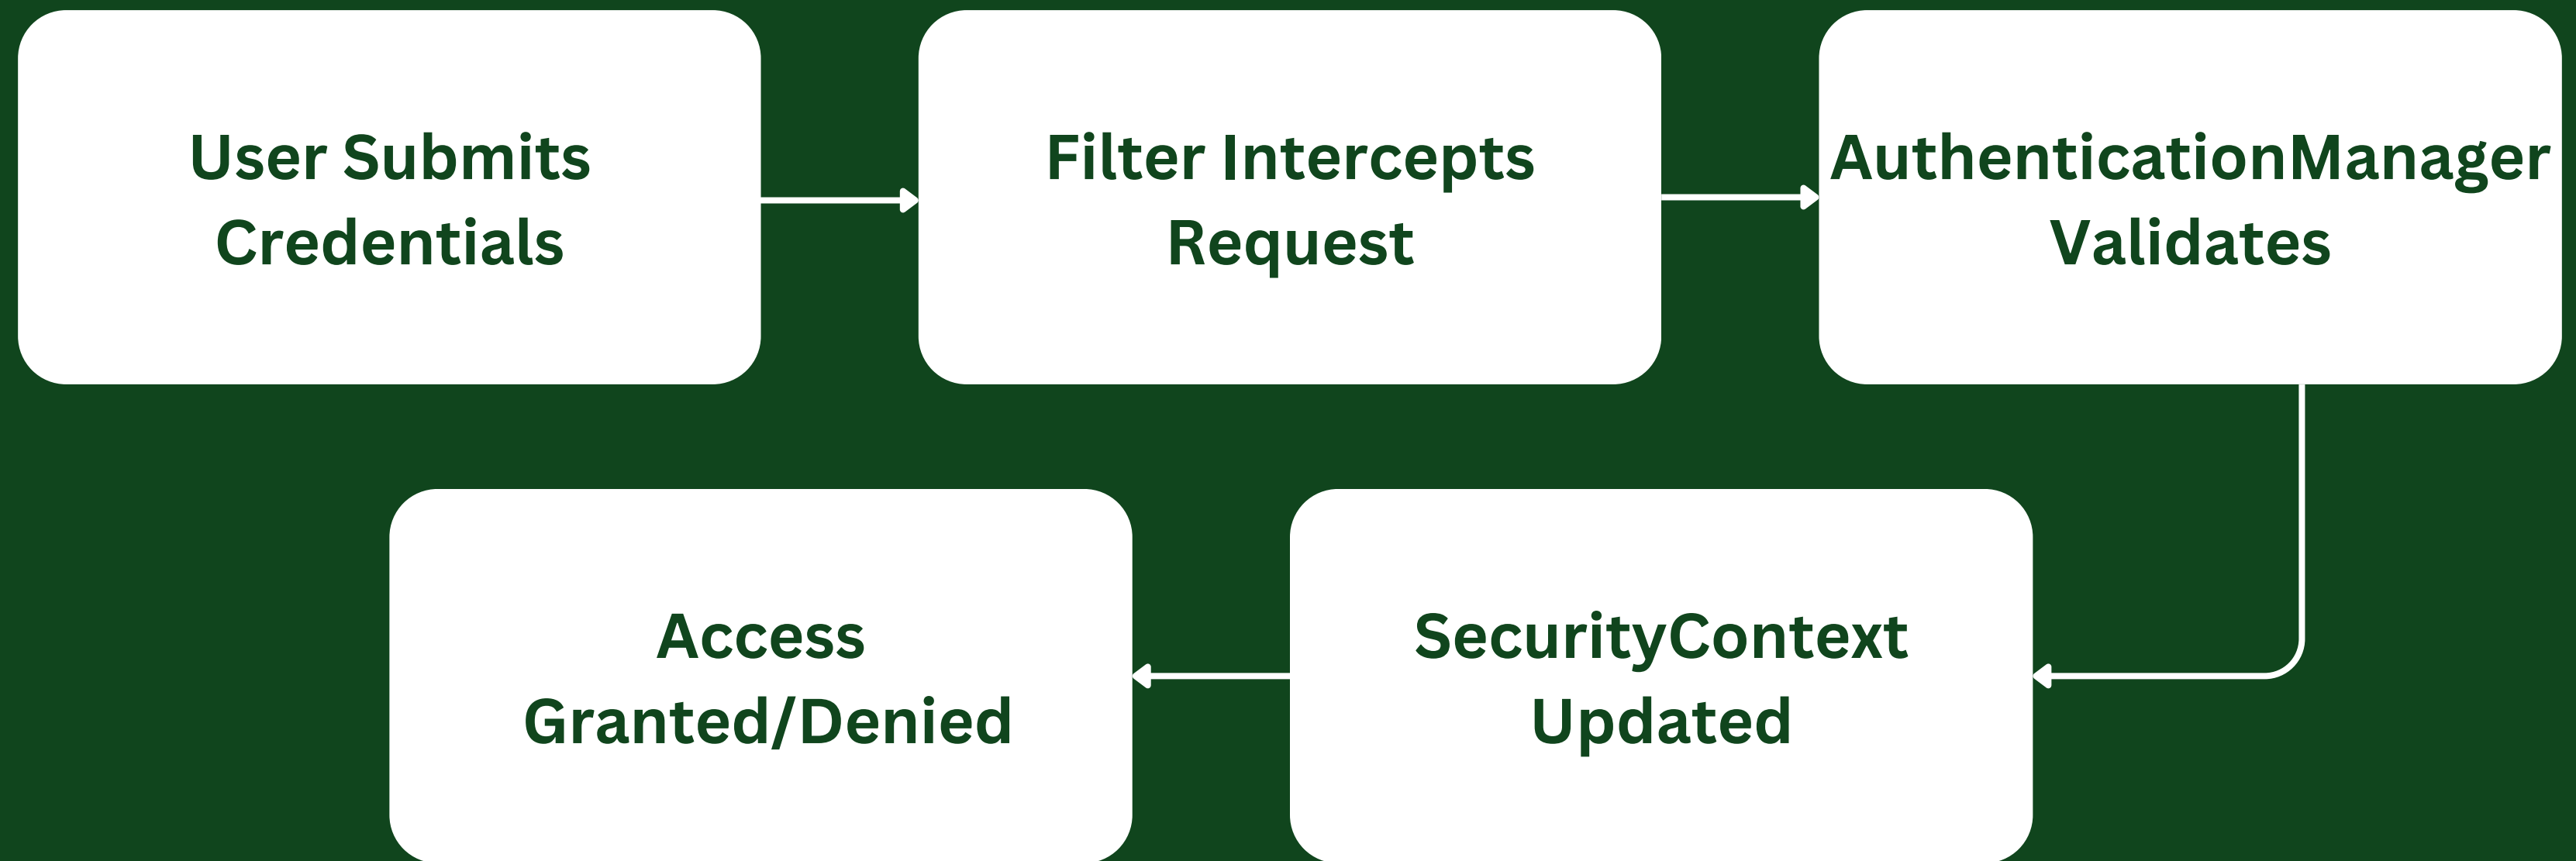 User Submits
Credentials
Filter Intercepts
Request
AuthenticationManager
Validates
SecurityContext
Updated
Access
Granted/Denied